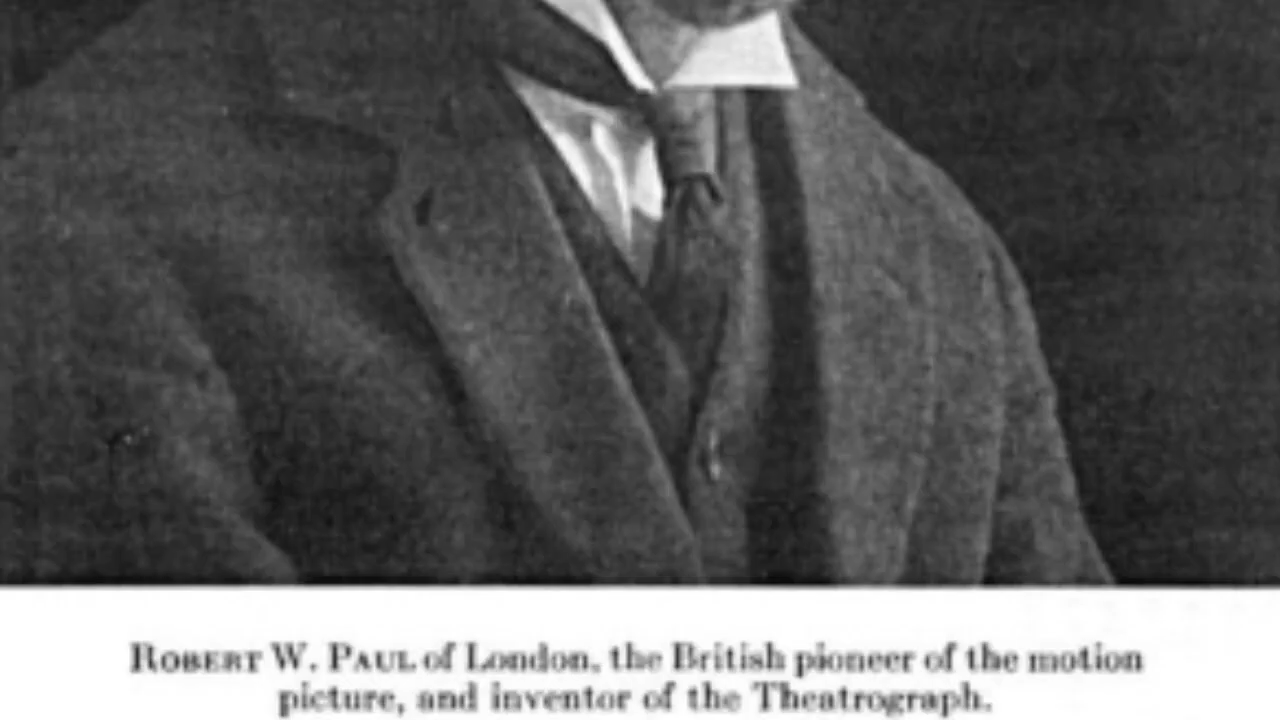 ROBERT W. PAUL of London, the British pioneer of the motion
picture, and inventor of the Theatrograph.